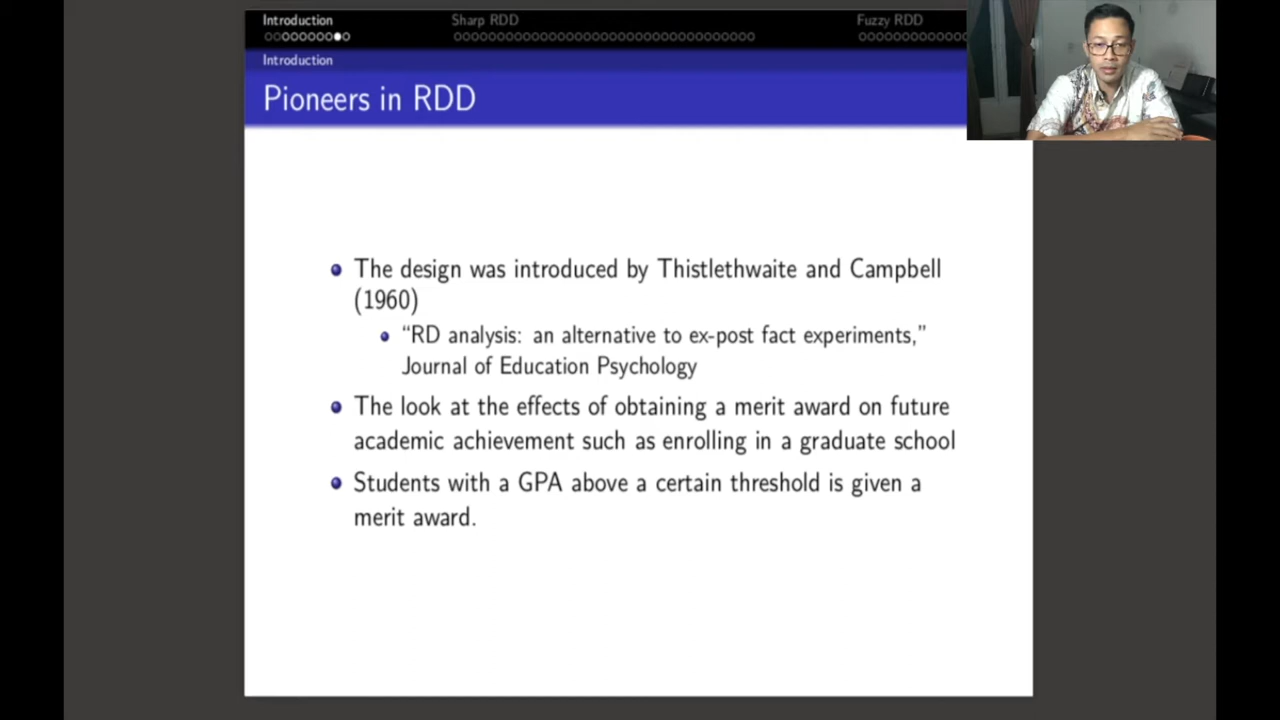 Introduction
Sharp RDD
Fuzzy RDD
Introduction
Pioneers in RDD
The design was introduced by Thistlethwaite and Campbell
(1960)
“RD analysis: an alternative to ex-post fact experiments,”
Journal of Education Psychology
The look at the effects of obtaining a merit award on future
academic achievement such as enrolling in a graduate school
Students with a GPA above a certain threshold is given a
merit award.